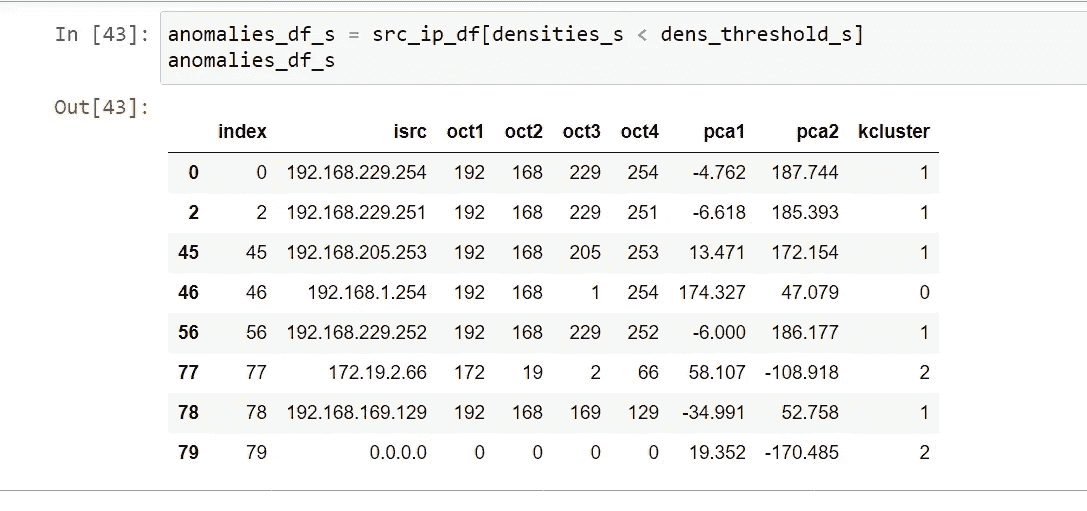 In [43]: anomalies_df_s = src_ip_df[densities_s < dens_threshold_s]
anomalies_df_s
Out[43]:
index isrc oct1 oct2 oct3 oct4 pca1 pca2 kcluster
0 0 192.168.229.254 192 168 229 254 -4.762 187.744 1
2 2 192.168.229.251 192 168 229 251 -6.618 185.393 1
45 45 192.168.205.253 192 168 205 253 13.471 172.154 1
46 46 192.168.1.254 192 168 1 254 174.327 47.079 0
56 56 192.168.229.252 192 168 229 252 -6.000 186.177 1
77 77 172.19.2.66 172 19 2 66 58.107 -108.918 2
78 78 192.168.169.129 192 168 169 129 -34.991 52.758 1
79 79 0.0.0.0 0 0 0 0 19.352 -170.485 2